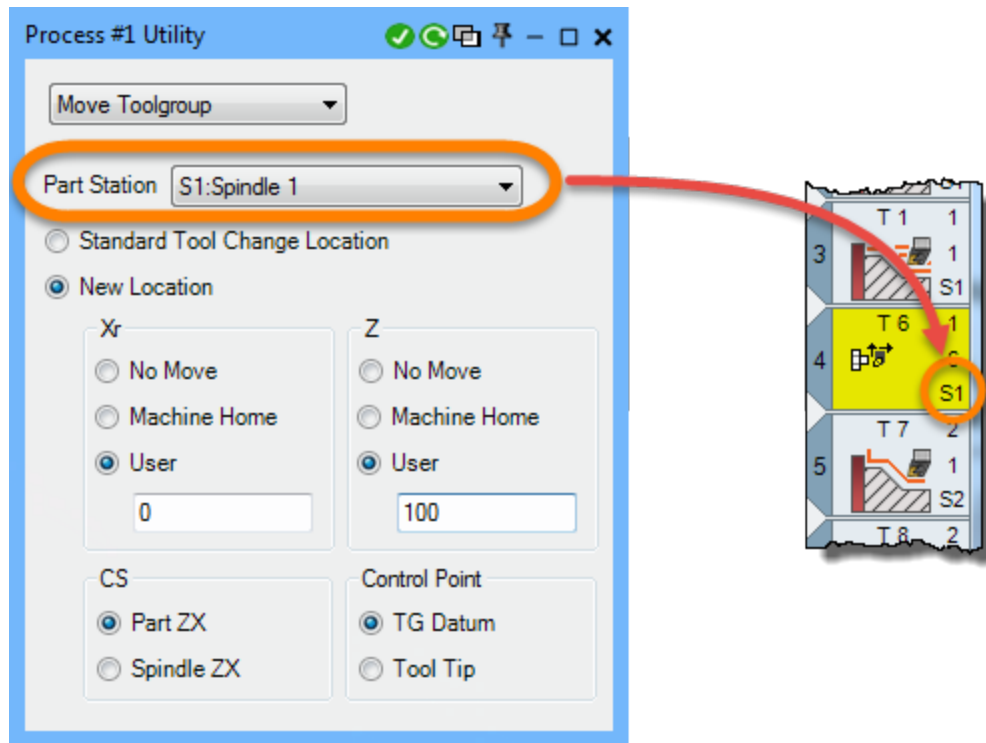 Process #1 Utility
Move Toolgroup
Part Station S1:Spindle 1
Standard Tool Change Location
New Location
Xr
No Move
Machine Home
User
0
Z
No Move
Machine Home
User
100
CS
Part ZX
Spindle ZX
Control Point
TG Datum
Tool Tip
T 1 1
3 1
S1
T 6 1
4
S1
T 7 2
5 1
S2
T 8 2